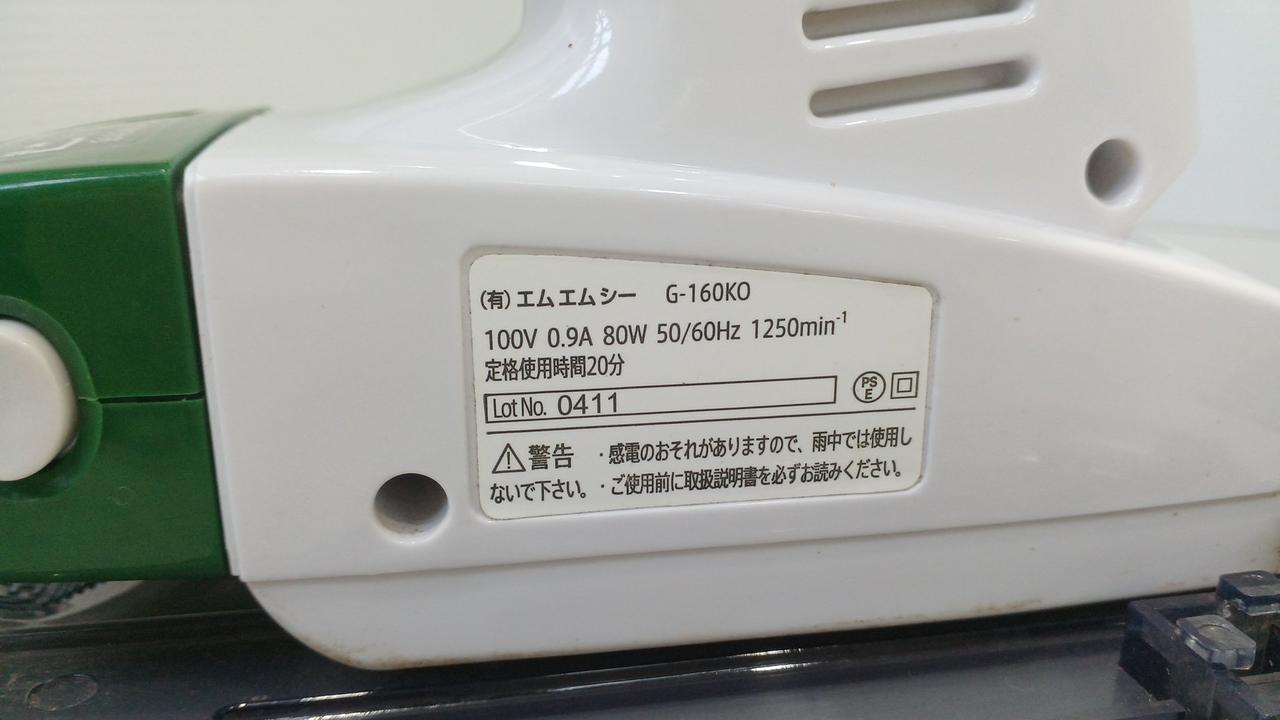 (有)エムエムシー G-160KO
100V 0.9A 80W 50/60Hz 1250min-1
定格使用時間20分
Lot No. 0411
PS
E
警告 ・感電のおそれがありますので、雨中では使用し
ないで下さい。・ご使用前に取扱説明書を必ずお読みください。